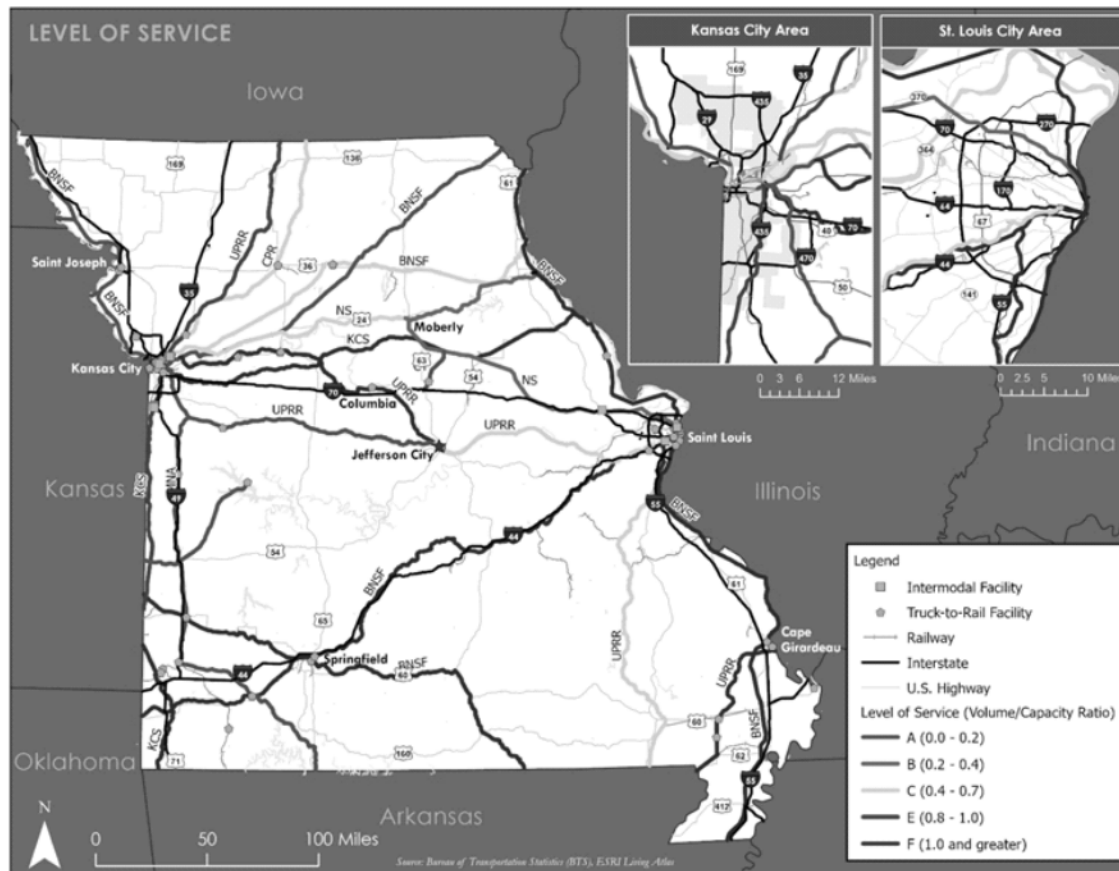 LEVEL OF SERVICE
Kansas City Area
St. Louis City Area
Iowa
169
136
61
BNSF
BNSF
UPRR
CPR
Saint Joseph
36
BNSF
BNSF
35
BNSF
NS
24
Moberly
KCS
Kansas City
63
54
NS
UPRR
70
Columbia
UPRR
UPRR
Saint Louis
Jefferson City
Kansas
KCS
49
Illinois
Indiana
55
BNSF
44
54
BNSF
65
61
UPRR
Cape
Girardeau
UPRR
Springfield
BNSF
44
60
60
BNSF
KCS
62
Oklahoma
71
160
55
412
Arkansas
N
0 50 100 Miles
Source: Bureau of Transportation Statistics (BTS), ESRI Living Atlas
169
35
435
29
435
70
40
470
50
0 3 6 12 Miles
370
70
270
364
170
64
67
44
141
55
0 2.5 5 10 Miles
Legend
Intermodal Facility
Truck-to-Rail Facility
Railway
Interstate
U.S. Highway
Level of Service (Volume/Capacity Ratio)
A (0.0 - 0.2)
B (0.2 - 0.4)
C (0.4 - 0.7)
E (0.8 - 1.0)
F (1.0 and greater)